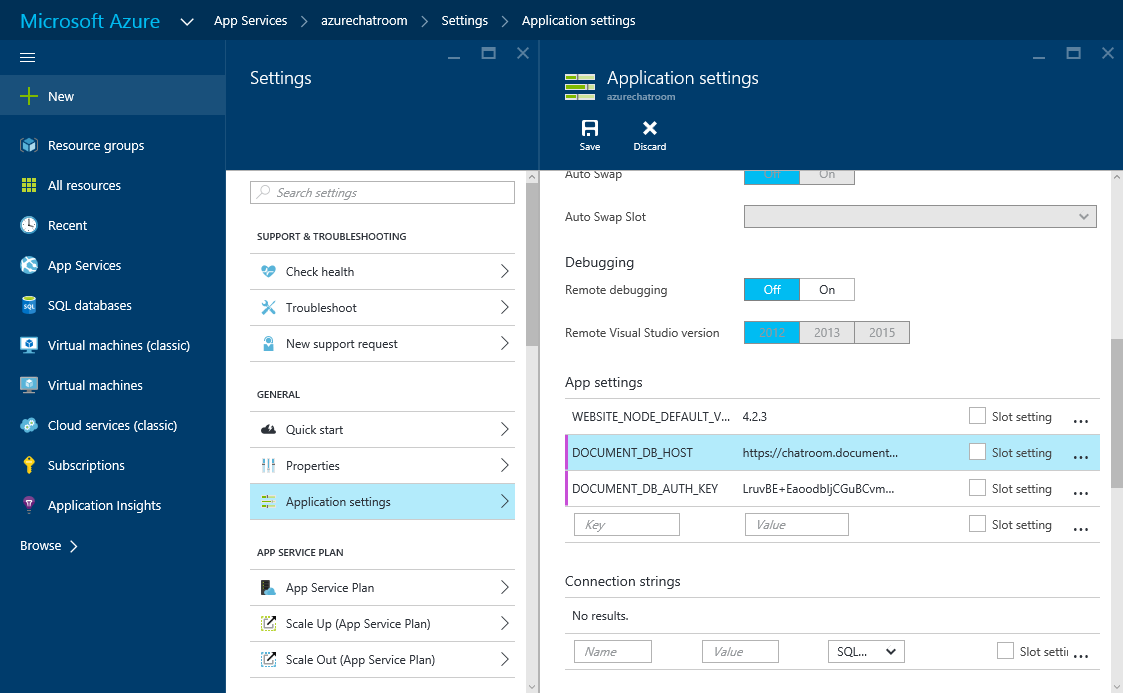 Microsoft Azure
App Services > azurechatroom > Settings > Application settings
New
Resource groups
All resources
Recent
App Services
SQL databases
Virtual machines (classic)
Virtual machines
Cloud services (classic)
Subscriptions
Application Insights
Browse >
Settings
Search settings
SUPPORT & TROUBLESHOOTING
Check health
Troubleshoot
New support request
GENERAL
Quick start
Properties
Application settings
APP SERVICE PLAN
App Service Plan
Scale Up (App Service Plan)
Scale Out (App Service Plan)
Application settings
azurechatroom
Save Discard
Auto Swap Off On
Auto Swap Slot
Debugging
Remote debugging Off On
Remote Visual Studio version 2012 2013 2015
App settings
WEBSITE_NODE_DEFAULT_V... 4.2.3 Slot setting ...
DOCUMENT_DB_HOST https://chatroom.document... Slot setting ...
DOCUMENT_DB_AUTH_KEY LruvBE+EaoodbljCGuBCvm... Slot setting ...
Key Value Slot setting ...
Connection strings
No results.
Name Value SQL... Slot setti ...